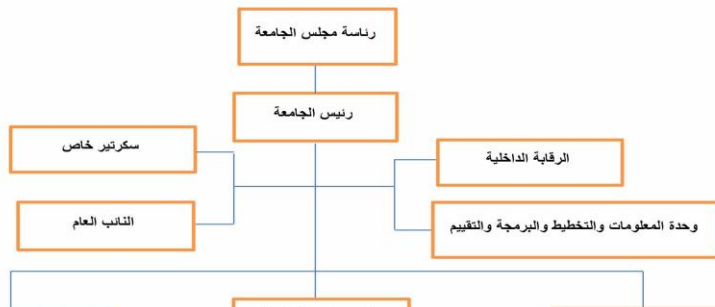 رئاسة مجلس الجامعة
رئيس الجامعة
سكرتير خاص
الرقابة الداخلية
النائب العام
وحدة المعلومات والتخطيط والبرمجة والتقييم